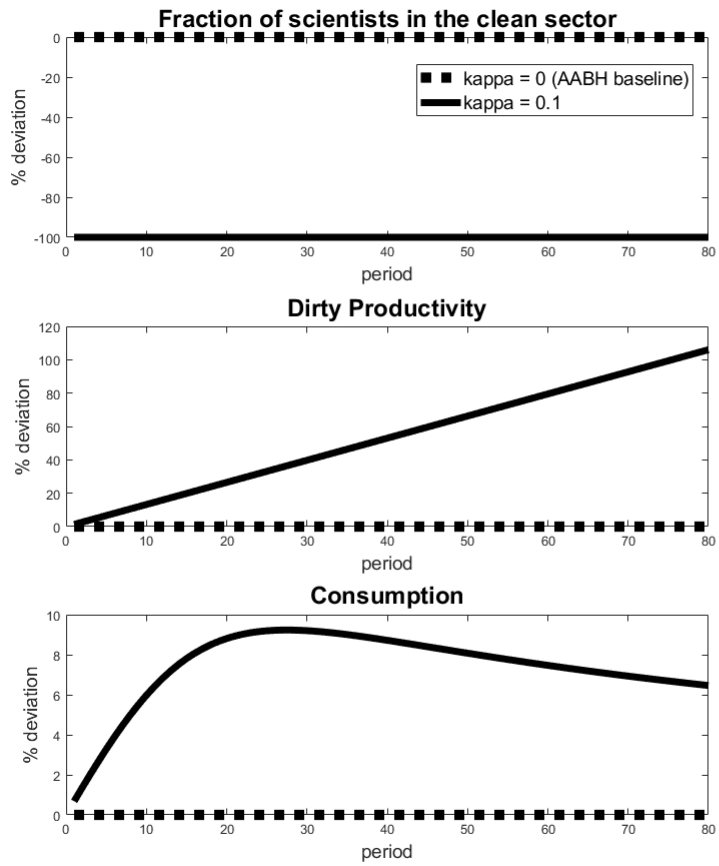 Fraction of scientists in the clean sector
0
-20
-40
-60
-80
-100
% deviation
kappa = 0 (AABH baseline)
kappa = 0.1
0 10 20 30 40 50 60 70 80
period
Dirty Productivity
120
100
80
60
40
20
0
% deviation
0 10 20 30 40 50 60 70 80
period
Consumption
10
8
6
4
2
0
% deviation
0 10 20 30 40 50 60 70 80
period